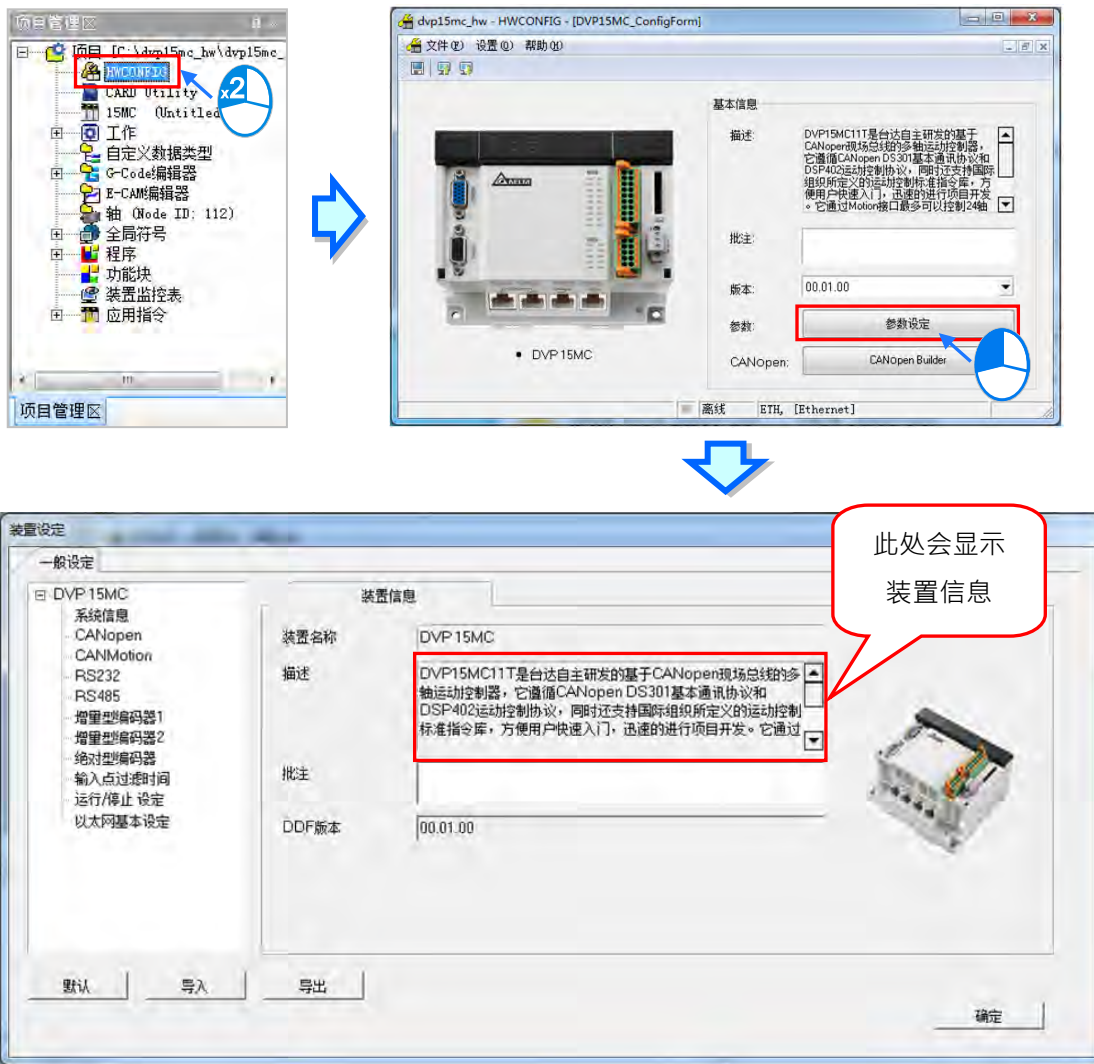 项目管理区
项目 [C:\dvp15mc_hw\dvp15mc_
HWCONFIG
CARD Utility
15MC (Untitled
工作
自定义数据类型
G-Code编辑器
E-CAM编辑器
轴 (Node ID: 112)
全局符号
程序
功能块
装置监控表
应用指令
项目管理区
x2
dvp15mc_hw - HWCONFIG - [DVP15MC_ConfigForm]
文件(F) 设置(O) 帮助(H)
DVP 15MC
基本信息
描述:
DVP15MC11T是台达自主研发的基于
CANopen现场总线的多轴运动控制器,
它遵循CANopen DS301基本通讯协议和
DSP402运动控制协议，同时还支持国际
组织所定义的运动控制标准指令库，方
便用户快速入门，迅速的进行项目开发
。它通过Motion接口最多可以控制24轴
批注:
版本:
00.01.00
参数:
参数设定
CANopen:
CANopen Builder
离线 ETH, [Ethernet]
装置设定
一般设定
DVP 15MC
系统信息
CANopen
CANMotion
RS232
RS485
增量型编码器1
增量型编码器2
绝对型编码器
输入点过滤时间
运行/停止 设定
以太网基本设定
装置信息
装置名称
DVP 15MC
描述
DVP15MC11T是台达自主研发的基于CANopen现场总线的多
轴运动控制器，它遵循CANopen DS301基本通讯协议和
DSP402运动控制协议，同时还支持国际组织所定义的运动控制
标准指令库，方便用户快速入门，迅速的进行项目开发。它通过
批注
DDF版本
00.01.00
此处会显示
装置信息
默认
导入
导出
确定